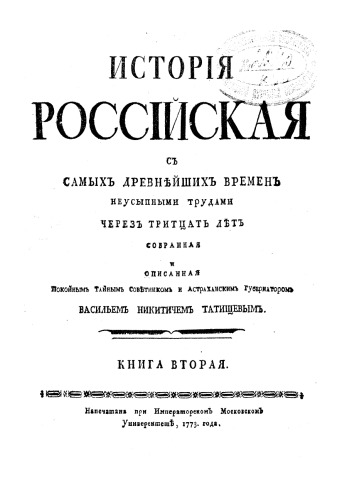 ИСТОРІЯ
РОССІЙСКАЯ
СЪ
САМЫХЪ ДРЕВНѢЙШИХЪ ВРЕМЕНЪ
НЕУСЫПНЫМИ ТРУДАМИ
ЧЕРЕЗЪ ТРИТЦАТЬ ЛѢТЪ
СОБРАННАЯ
И
ОПИСАННАЯ
Покойнымъ Тайнымъ Совѣтникомъ и Астраханскимъ Губернаторомъ
ВАСИЛЬЕМЪ НИКИТИЧЕМЪ ТАТИЩЕВЫМЪ.
КНИГА ВТОРАЯ.
Напечатана при Императорскомъ Московскомъ
Университетѣ, 1773. года.